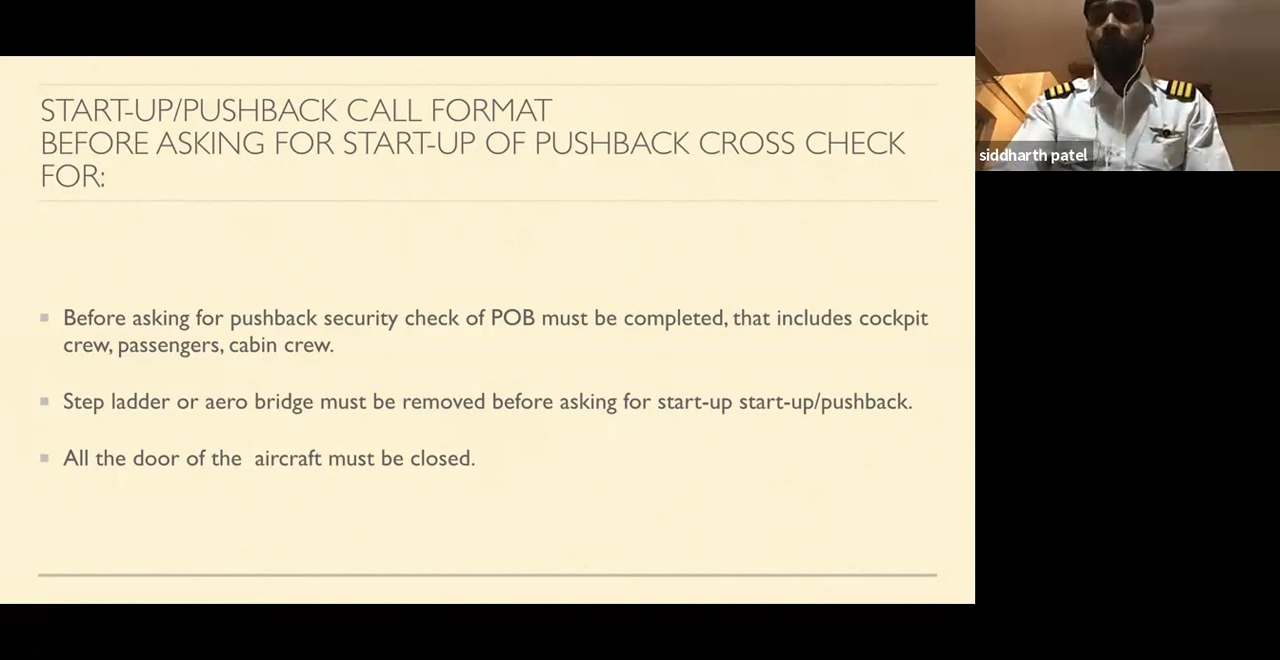 START-UP/PUSHBACK CALL FORMAT
BEFORE ASKING FOR START-UP OF PUSHBACK CROSS CHECK
FOR:
Before asking for pushback security check of POB must be completed, that includes cockpit
crew, passengers, cabin crew.
Step ladder or aero bridge must be removed before asking for start-up start-up/pushback.
All the door of the  aircraft must be closed.
siddharth patel